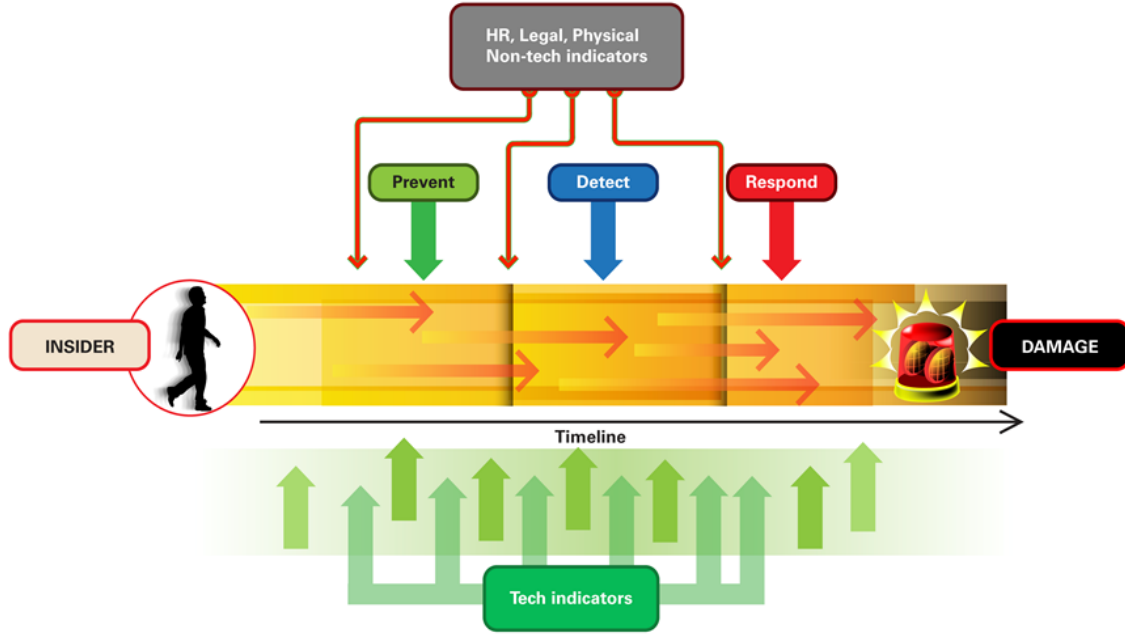 HR, Legal, Physical
Non-tech indicators
Prevent
Detect
Respond
INSIDER
DAMAGE
Timeline
Tech indicators